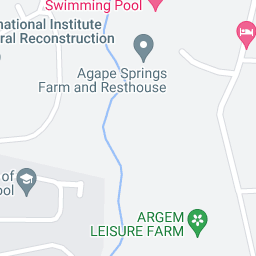 Swimming Pool
national Institute
ral Reconstruction
Agape Springs
Farm and Resthouse
of
ool
ARGEM
LEISURE FARM